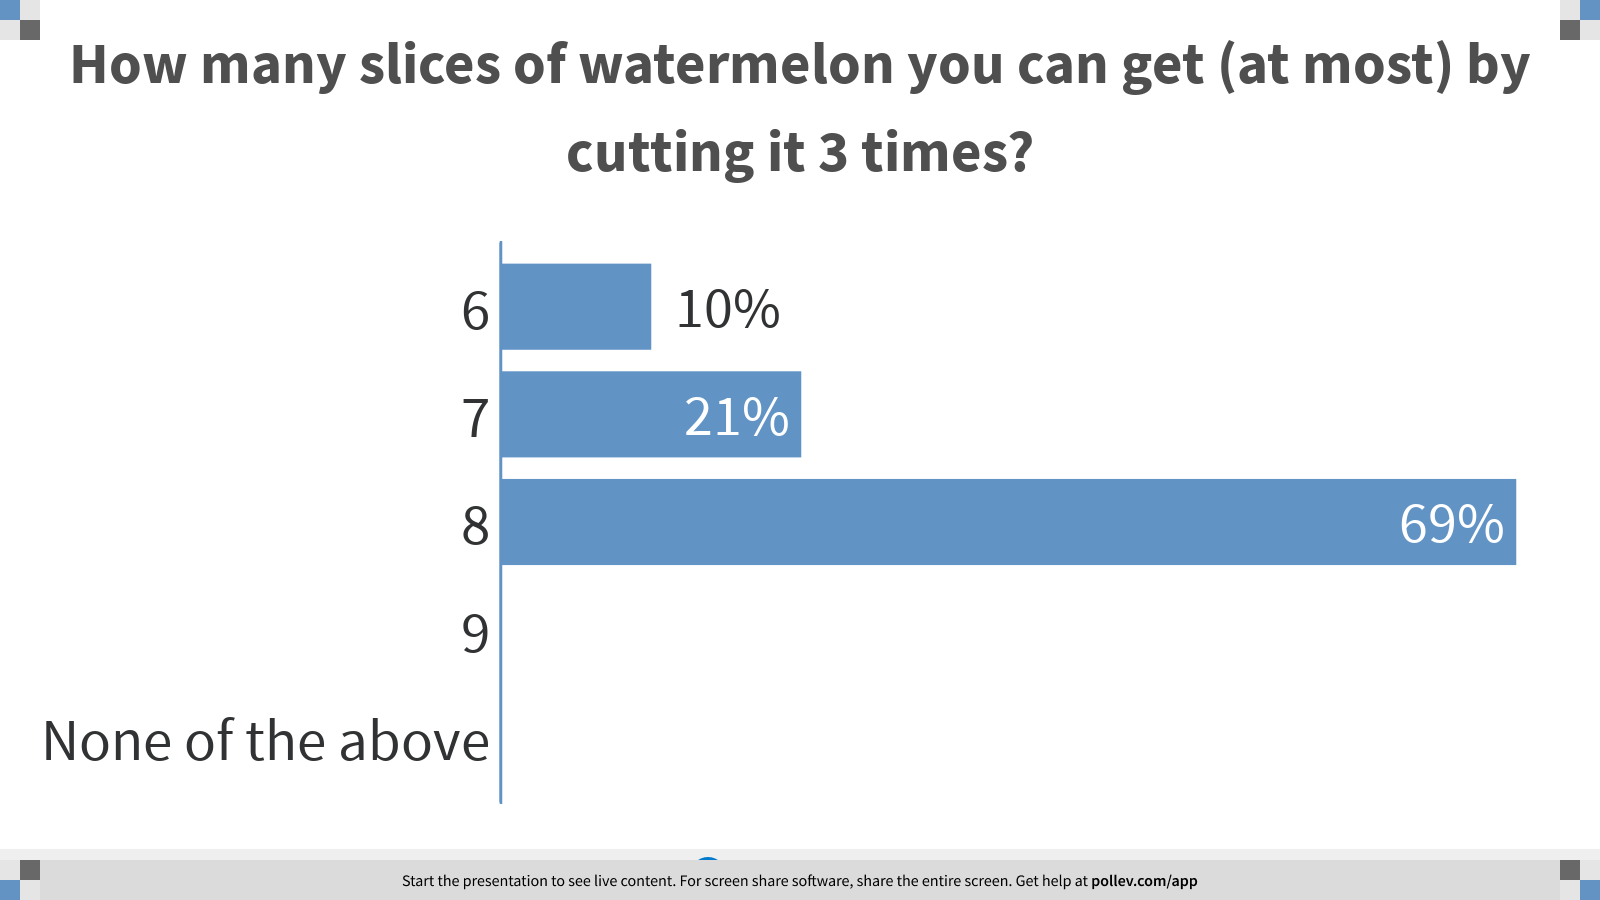 How many slices of watermelon you can get (at most) by
cutting it 3 times?
6 10%
7 21%
8 69%
9
None of the above
Start the presentation to see live content. For screen share software, share the entire screen. Get help at pollev.com/app